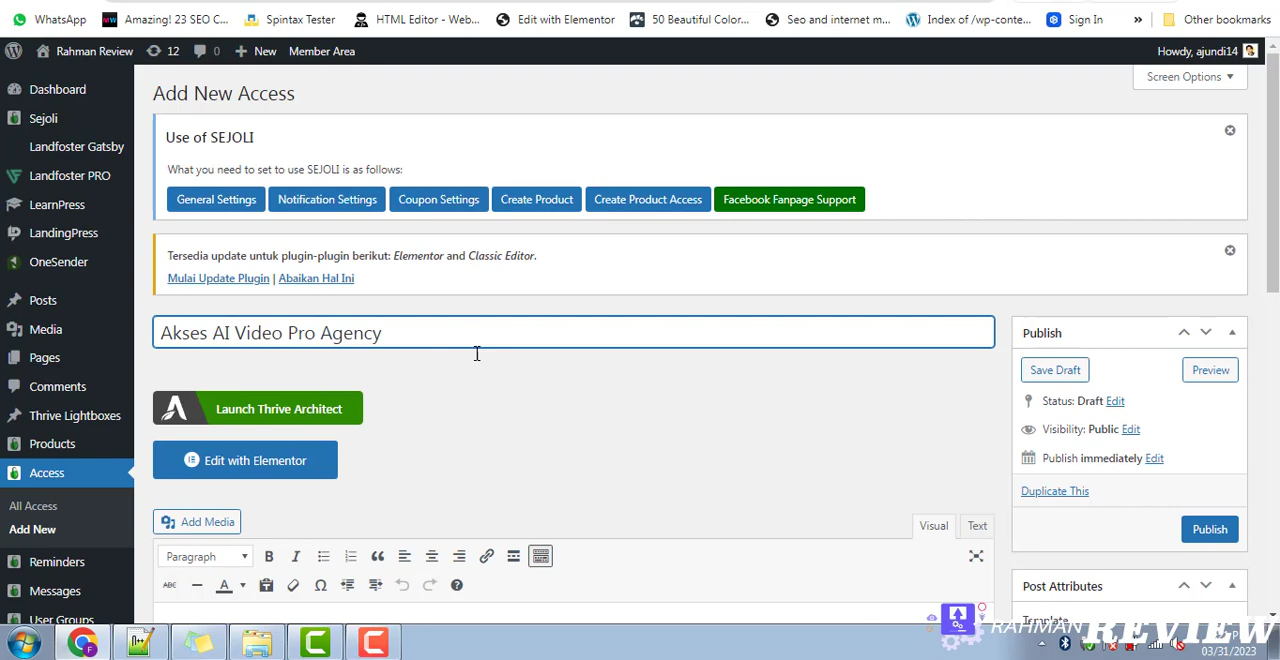 WhatsApp Amazing! 23 SEO C... Spintax Tester HTML Editor - Web... Edit with Elementor 50 Beautiful Color... Seo and internet m... Index of /wp-conte... Sign In » Other bookmarks
Rahman Review 12 0 + New Member Area Howdy, ajundi14
Screen Options ▼
Dashboard
Sejoli
Landfoster Gatsby
Landfoster PRO
LearnPress
LandingPress
OneSender
Posts
Media
Pages
Comments
Thrive Lightboxes
Products
Access
All Access
Add New
Reminders
Messages
User Groups
Add New Access
Use of SEJOLI
What you need to set to use SEJOLI is as follows:
General Settings Notification Settings Coupon Settings Create Product Create Product Access Facebook Fanpage Support
Tersedia update untuk plugin-plugin berikut: Elementor and Classic Editor.
Mulai Update Plugin | Abaikan Hal Ini
Akses AI Video Pro Agency
Launch Thrive Architect
Edit with Elementor
Add Media
Visual Text
Paragraph
B I
ABC A Ω
Publish
Save Draft Preview
Status: Draft Edit
Visibility: Public Edit
Publish immediately Edit
Duplicate This
Publish
Post Attributes
Template
RAHMAN REVIEW
03/31/2023